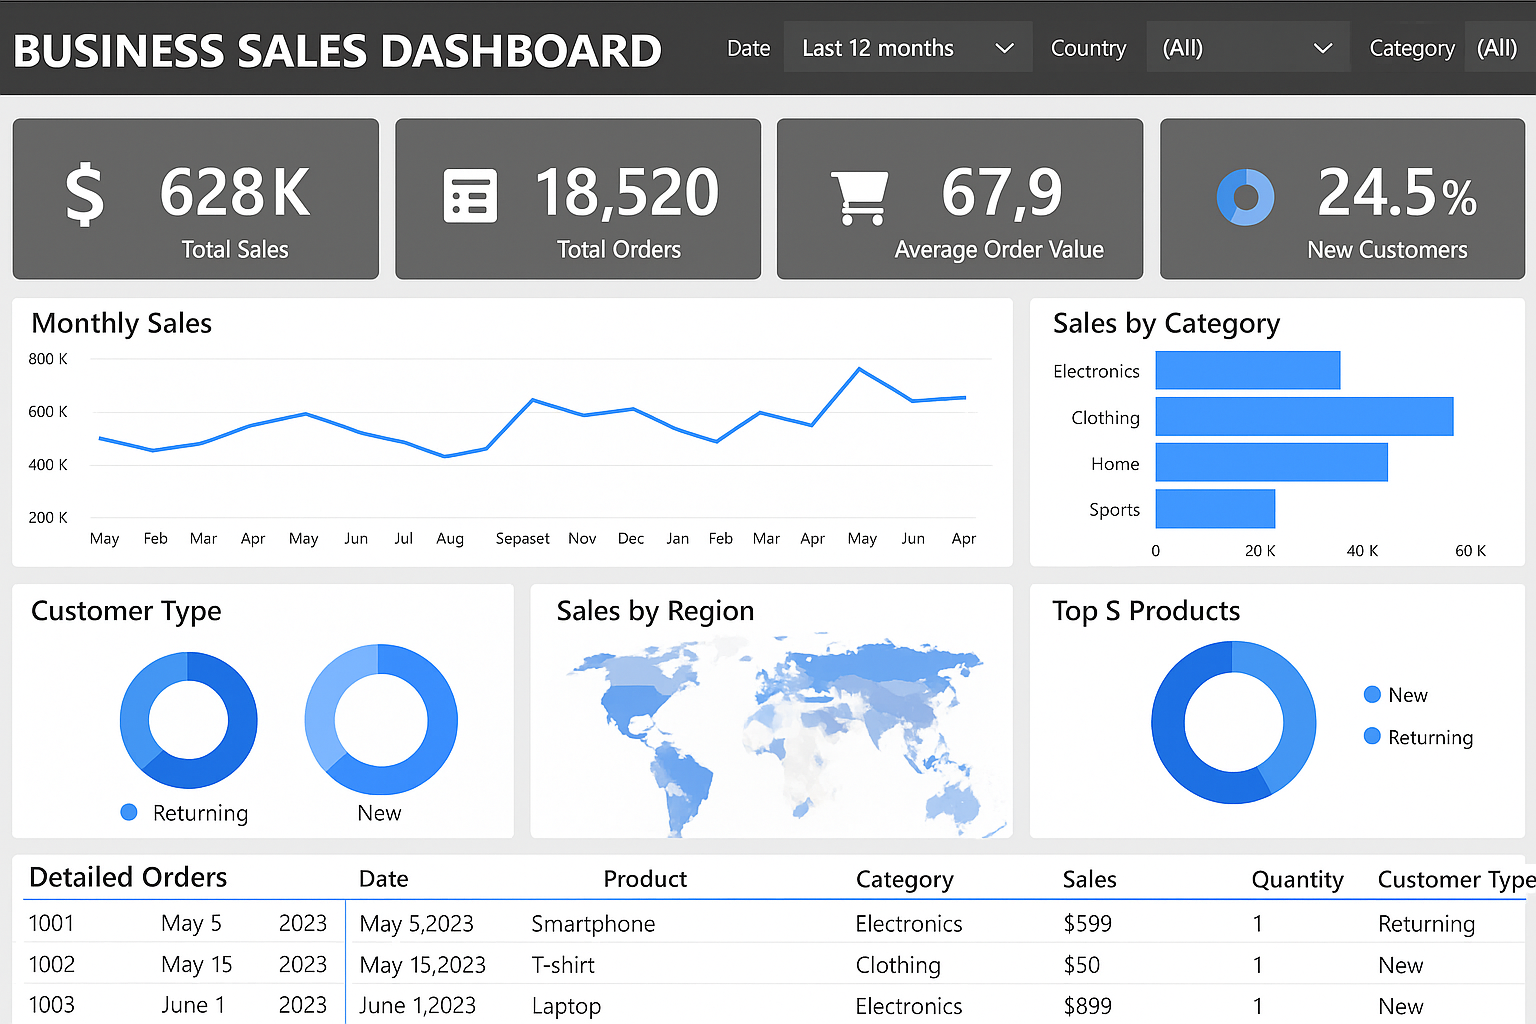 BUSINESS SALES DASHBOARD Date Last 12 months Country (All) Category (All)
$ 628K
Total Sales
18,520
Total Orders
67,9
Average Order Value
24.5%
New Customers
Monthly Sales
800 K
600 K
400 K
200 K
May Feb Mar Apr May Jun Jul Aug Sepaset Nov Dec Jan Feb Mar Apr May Jun Apr
Sales by Category
Electronics
Clothing
Home
Sports
0 20 K 40 K 60 K
Customer Type
Returning New
Sales by Region
Top S Products
New
Returning
Detailed Orders Date Product Category Sales Quantity Customer Type
1001 May 5 2023 May 5,2023 Smartphone Electronics $599 1 Returning
1002 May 15 2023 May 15,2023 T-shirt Clothing $50 1 New
1003 June 1 2023 June 1,2023 Laptop Electronics $899 1 New